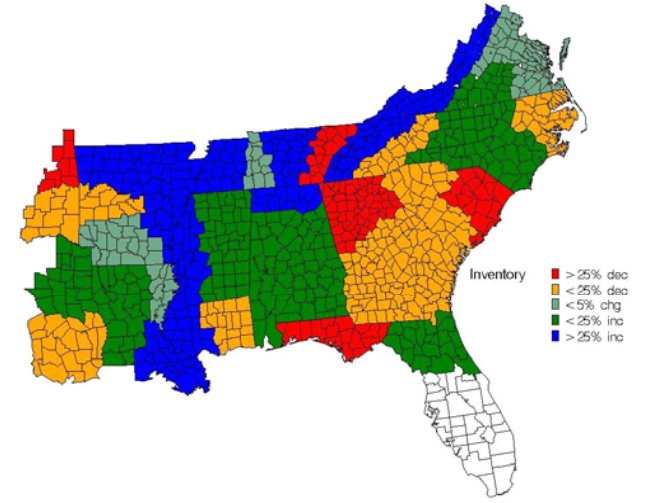 Inventory
> 25% dec
< 25% dec
< 5% chg
< 25% inc
> 25% inc